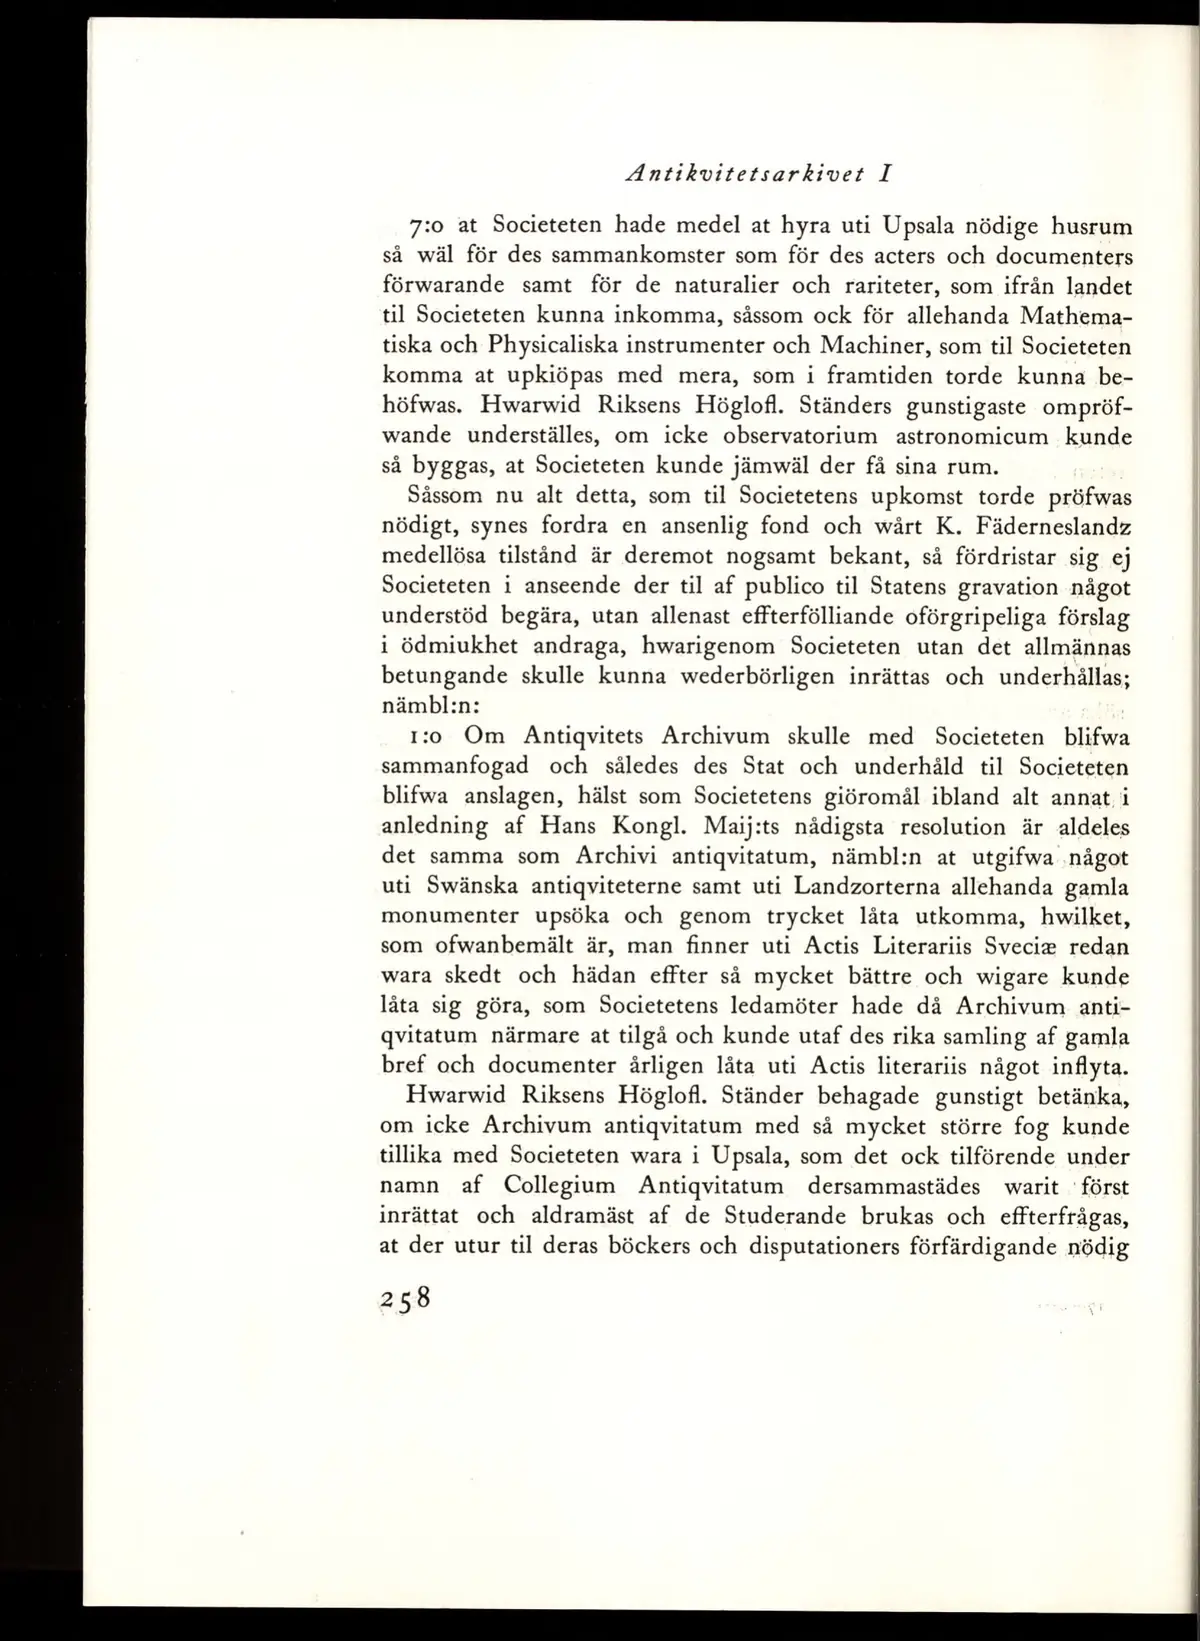 Antikvitetsarkivet I
7:o at Societeten hade medel at hyra uti Upsala nödige husrum
så wäl för des sammankomster som för des acters och documenters
förwarande samt för de naturalier och rariteter, som ifrån landet
til Societeten kunna inkomma, såssom ock för allehanda Mathema-
tiska och Physicaliska instrumenter och Machiner, som til Societeten
komma at upkiöpas med mera, som i framtiden torde kunna be-
höfwas. Hwarwid Riksens Höglofl. Ständers gunstigaste ompröf-
wande underställes, om icke observatorium astronomicum kunde
så byggas, at Societeten kunde jämwäl der få sina rum.
Såssom nu alt detta, som til Societetens upkomst torde pröfwas
nödigt, synes fordra en ansenlig fond och wårt K. Fäderneslandz
medellösa tilstånd är deremot nogsamt bekant, så fördristar sig ej
Societeten i anseende der til af publico til Statens gravation något
understöd begära, utan allenast effterfölliande oförgripeliga förslag
i ödmiukhet andraga, hwarigenom Societeten utan det allmännas
betungande skulle kunna wederbörligen inrättas och underhållas;
nämbl:n:
1:o Om Antiqvitets Archivum skulle med Societeten blifwa
sammanfogad och således des Stat och underhåld til Societeten
blifwa anslagen, hälst som Societetens giöromål ibland alt annat i
anledning af Hans Kongl. Maij:ts nådigsta resolution är aldeles
det samma som Archivi antiqvitatum, nämbl:n at utgifwa något
uti Swänska antiqviteterne samt uti Landzorterna allehanda gamla
monumenter upsöka och genom trycket låta utkomma, hwilket,
som ofwanbemält är, man finner uti Actis Literariis Sveciæ redan
wara skedt och hädan effter så mycket bättre och wigare kunde
låta sig göra, som Societetens ledamöter hade då Archivum anti-
qvitatum närmare at tilgå och kunde utaf des rika samling af gamla
bref och documenter årligen låta uti Actis literariis något inflyta.
Hwarwid Riksens Höglofl. Ständer behagade gunstigt betänka,
om icke Archivum antiqvitatum med så mycket större fog kunde
tillika med Societeten wara i Upsala, som det ock tilförende under
namn af Collegium Antiqvitatum dersammastädes warit först
inrättat och aldramäst af de Studerande brukas och effterfrågas,
at der utur til deras böckers och disputationers förfärdigande nödig
258